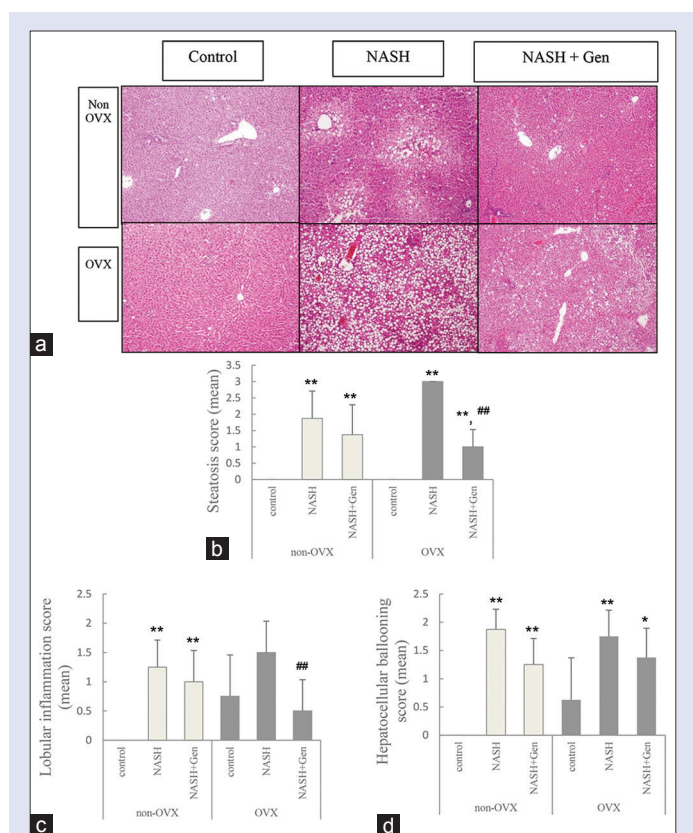 Control NASH NASH + Gen
Non
OVX
OVX
a
Steatosis score (mean)
3.5
3
2.5
2
1.5
1
0.5
0
**
**
**
**, ##
control NASH NASH+Gen control NASH NASH+Gen
non-OVX OVX
b
Lobular inflammation score
(mean)
2.5
2
1.5
1
0.5
0
**
**
##
control NASH NASH+Gen control NASH NASH+Gen
non-OVX OVX
c
Hepatocellular ballooning
score (mean)
2.5
2
1.5
1
0.5
0
**
**
**
*
control NASH NASH+Gen control NASH NASH+Gen
non-OVX OVX
d